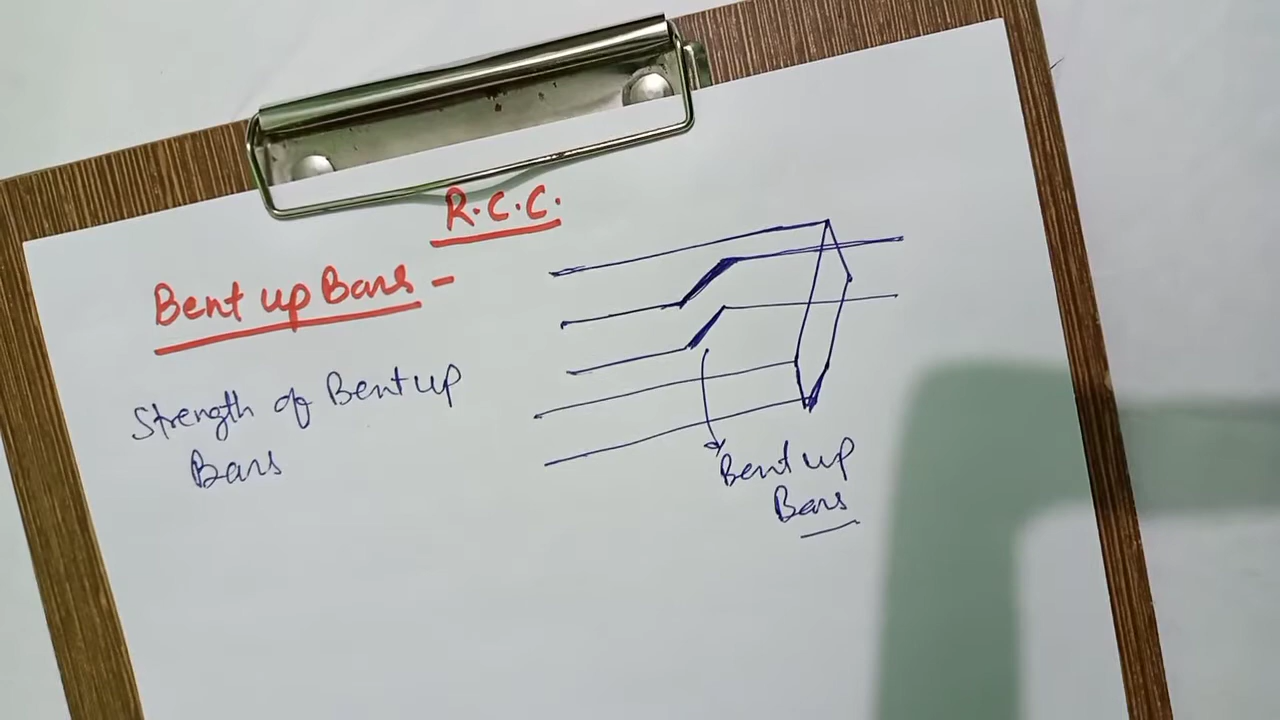 R.C.C.
Bent up Bars -
Strength of Bent up
Bars
Bent up
Bars